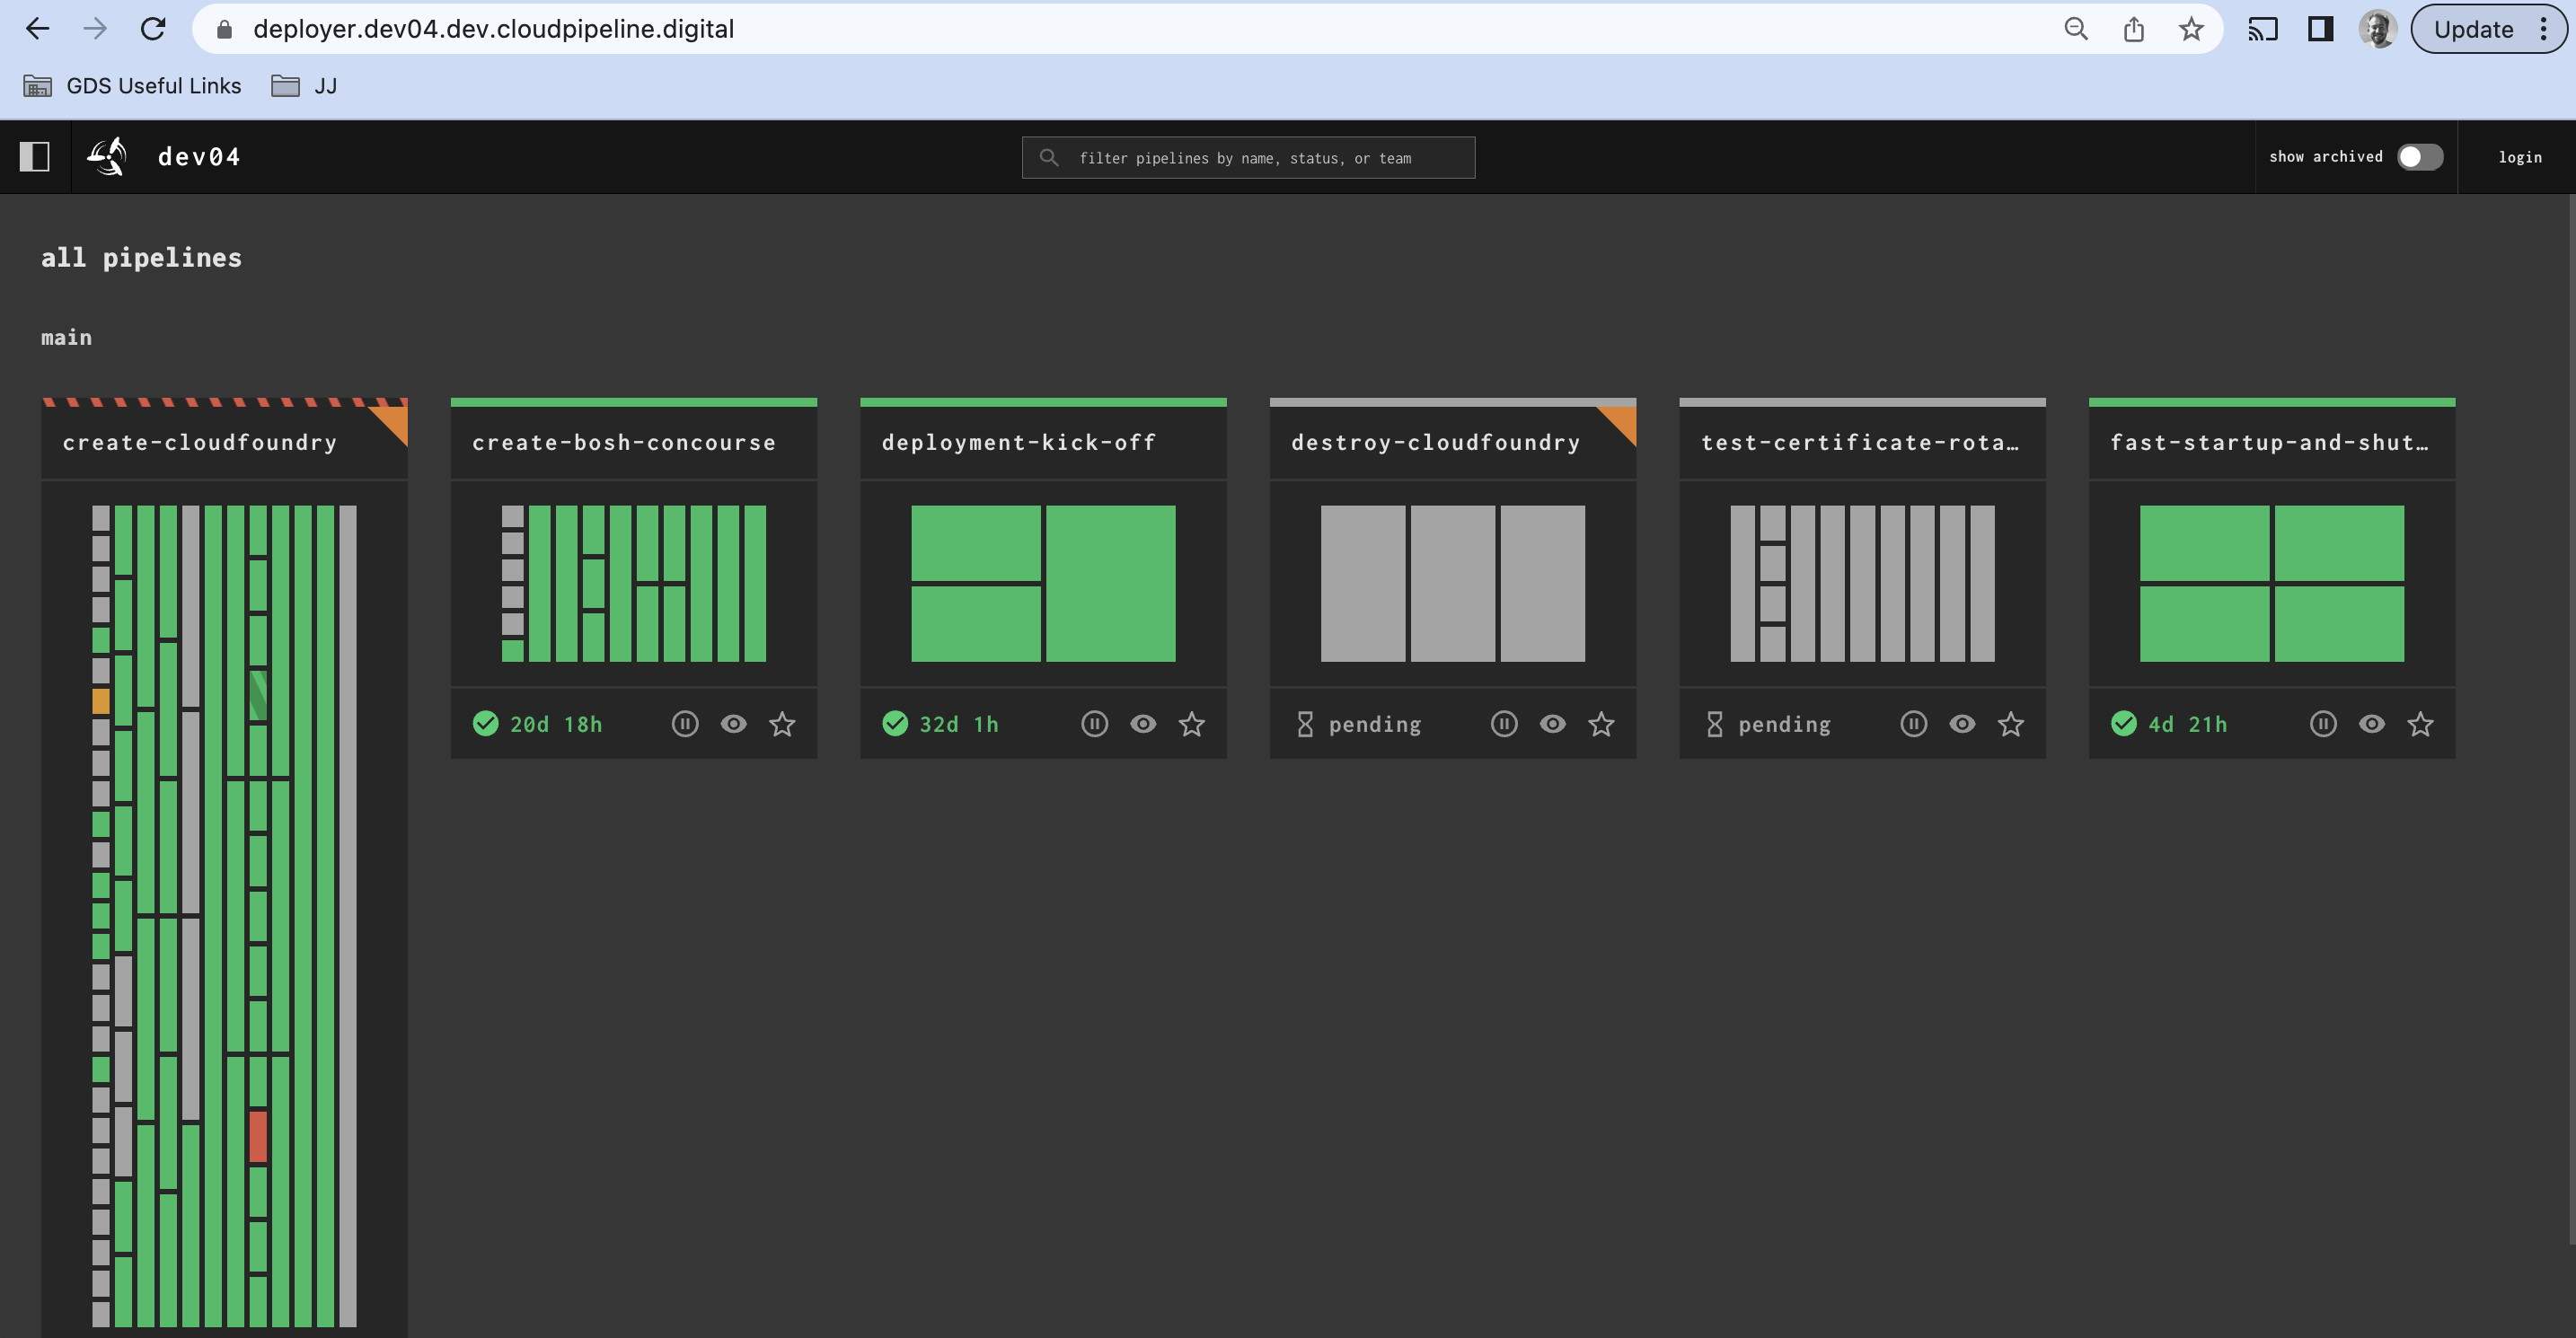 deployer.dev04.dev.cloudpipeline.digital
Update
GDS Useful Links
JJ
dev04
filter pipelines by name, status, or team
show archived
login
all pipelines
main
create-cloudfoundry
create-bosh-concourse
deployment-kick-off
destroy-cloudfoundry
test-certificate-rota…
fast-startup-and-shut…
20d 18h
32d 1h
pending
pending
4d 21h